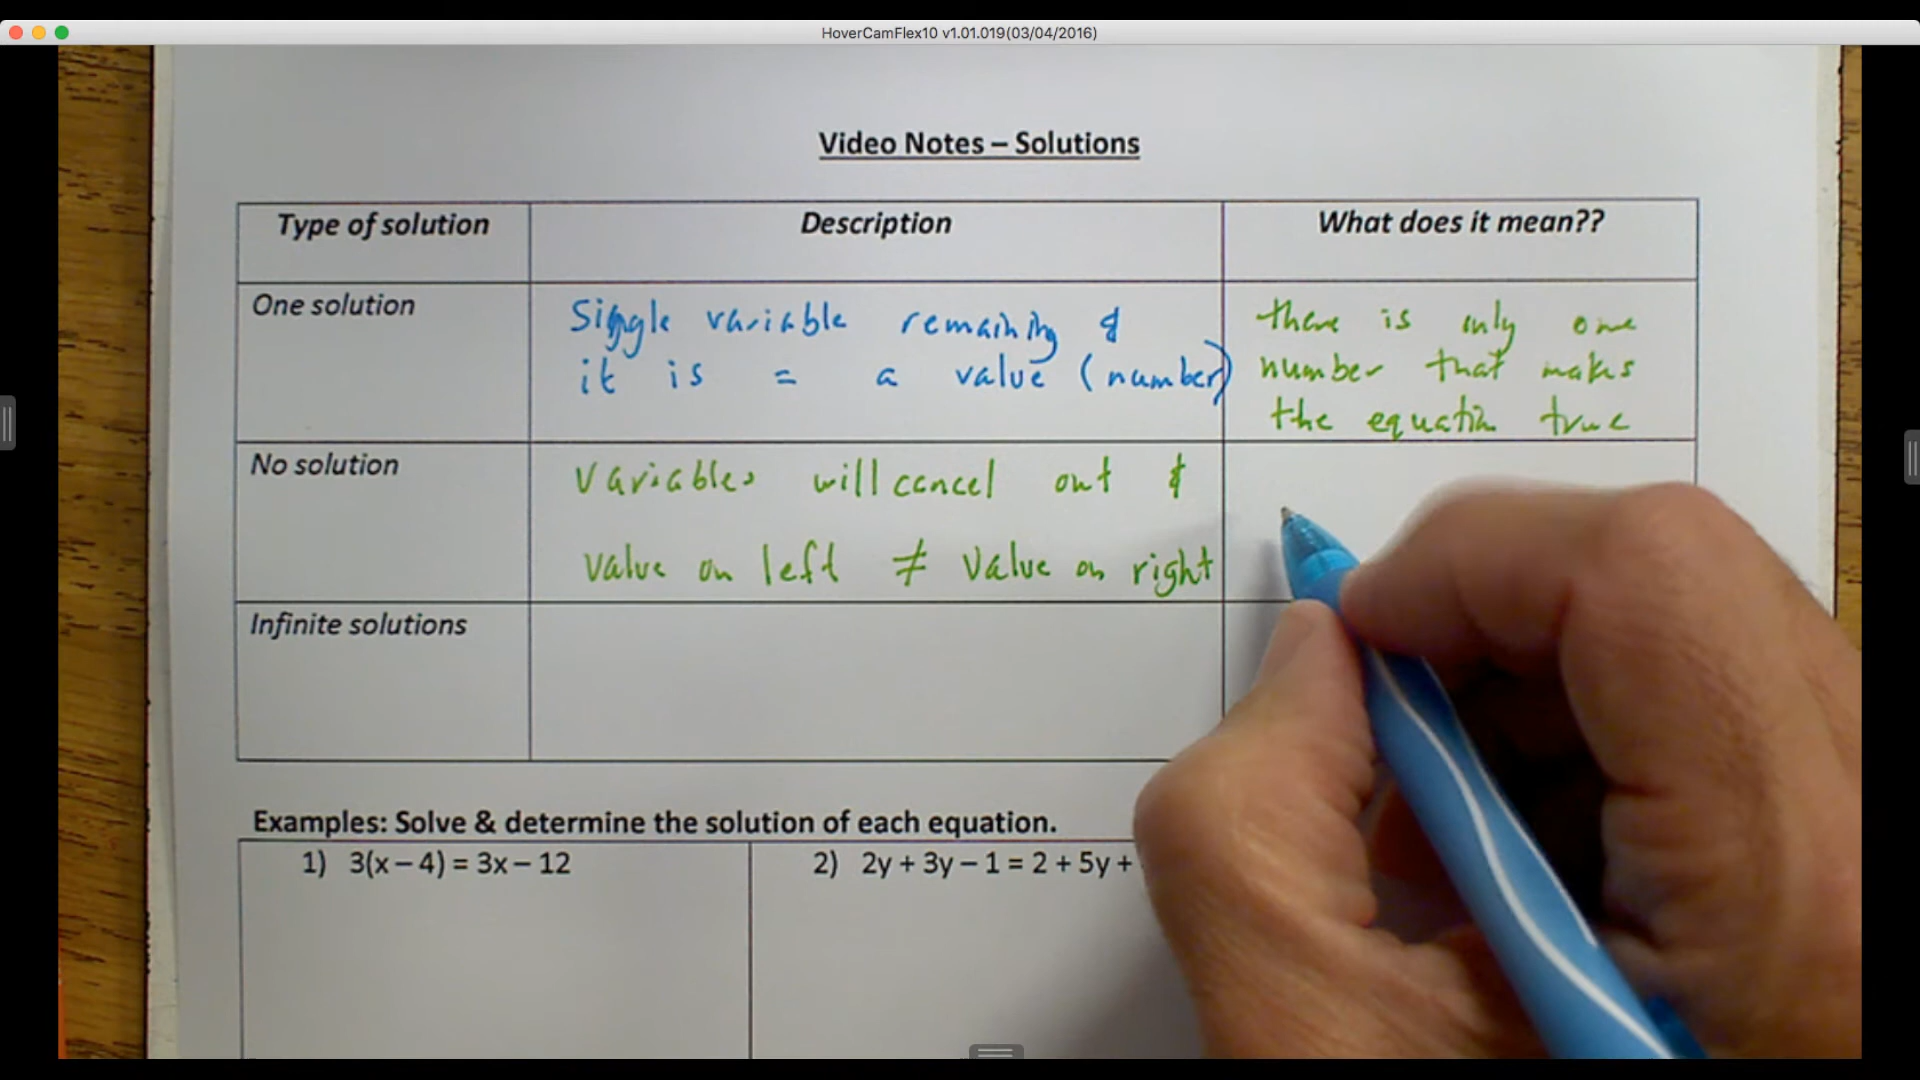 HoverCamFlex10 v1.01.019(03/04/2016)
Video Notes – Solutions
Type of solution
Description
What does it mean??
One solution
Single variable remaining &
it is = a value (number)
there is only one
number that makes
the equation true
No solution
Variables will cancel out &
value on left ≠ value on right
Infinite solutions
Examples: Solve & determine the solution of each equation.
1) 3(x – 4) = 3x – 12
2) 2y + 3y – 1 = 2 + 5y +